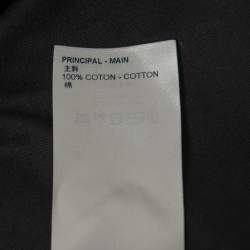 PRINCIPAL - MAIN
主料
100% COTON - COTTON
棉